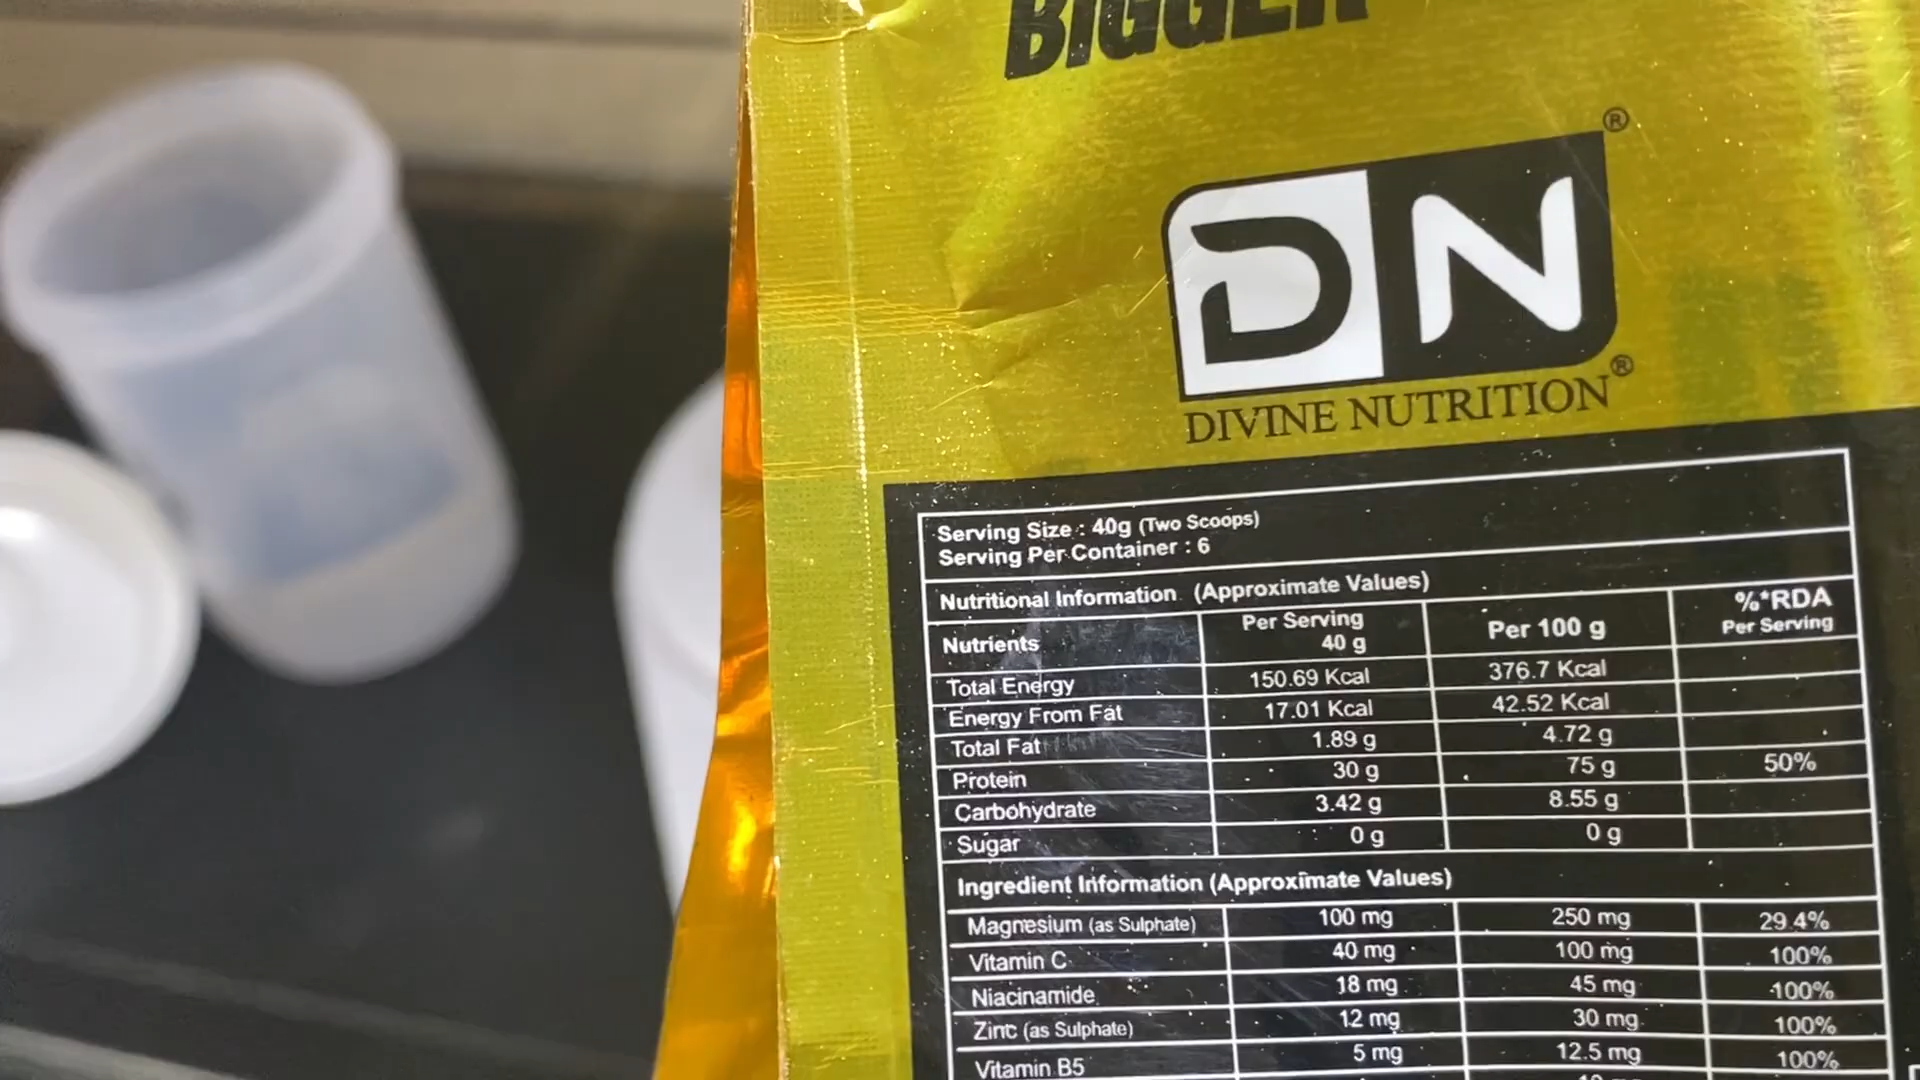 BIGGER
®
DN
DIVINE NUTRITION®
Serving Size : 40g (Two Scoops)
Serving Per Container : 6
Nutritional Information (Approximate Values)
Nutrients Per Serving 40 g Per 100 g %*RDA Per Serving
Total Energy 150.69 Kcal 376.7 Kcal
Energy From Fat 17.01 Kcal 42.52 Kcal
Total Fat 1.89 g 4.72 g
Protein 30 g 75 g 50%
Carbohydrate 3.42 g 8.55 g
Sugar 0 g 0 g
Ingredient Information (Approximate Values)
Magnesium (as Sulphate) 100 mg 250 mg 29.4%
Vitamin C 40 mg 100 mg 100%
Niacinamide 18 mg 45 mg 100%
Zinc (as Sulphate) 12 mg 30 mg 100%
Vitamin B5 5 mg 12.5 mg 100%